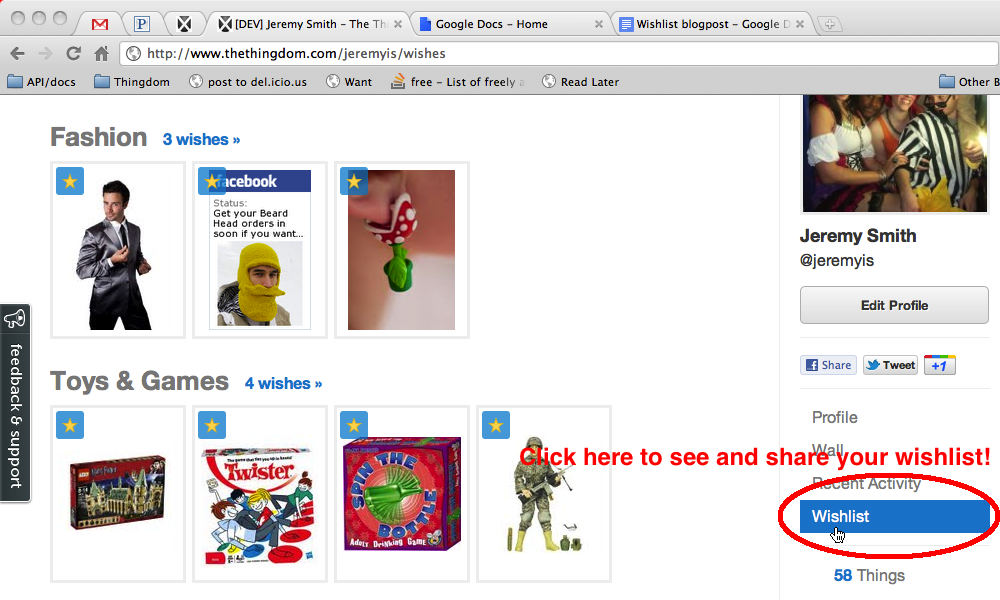 [DEV] Jeremy Smith – The Th
Google Docs – Home
Wishlist blogpost – Google D
http://www.thethingdom.com/jeremyis/wishes
API/docs
Thingdom
post to del.icio.us
Want
free – List of freely a
Read Later
Other B
Fashion 3 wishes »
facebook
Status:
Get your Beard
Head orders in
soon if you want...
Jeremy Smith
@jeremyis
Edit Profile
Share
Tweet
+1
feedback & support
Toys & Games 4 wishes »
Twister
SPIN THE
BOTTLE
ADULT DRINKING GAME
Profile
Wall
Click here to see and share your wishlist!
Recent Activity
Wishlist
58 Things